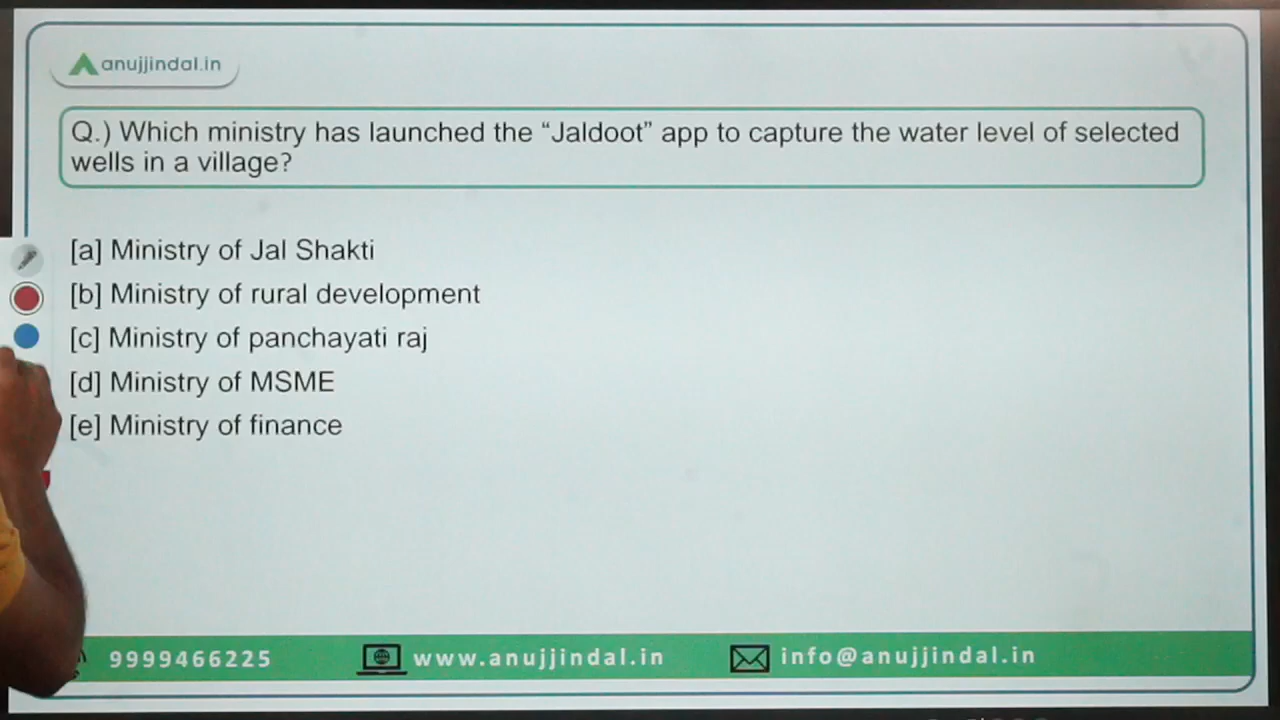 anujjindal.in
Q.) Which ministry has launched the “Jaldoot” app to capture the water level of selected
wells in a village?
[a] Ministry of Jal Shakti
[b] Ministry of rural development
[c] Ministry of panchayati raj
[d] Ministry of MSME
[e] Ministry of finance
9999466225 www.anujjindal.in info@anujjindal.in